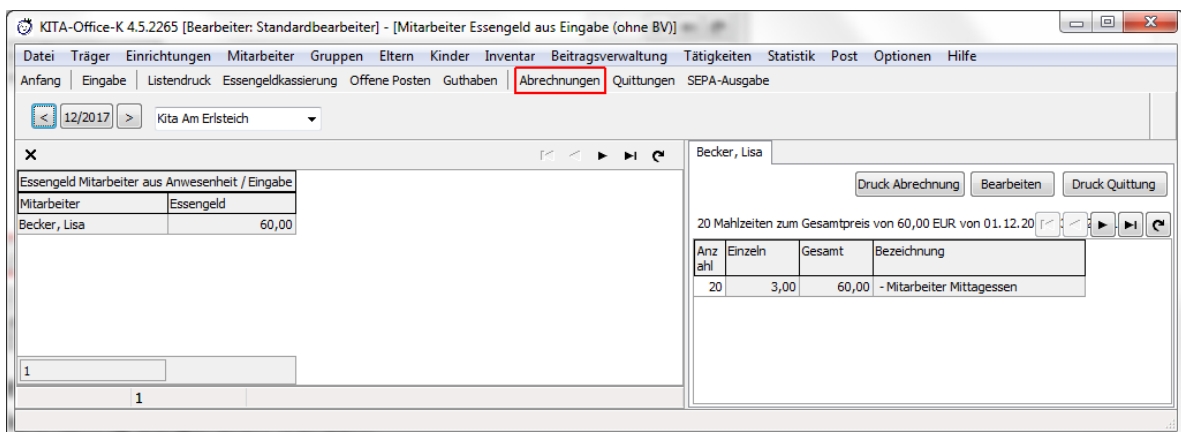 KITA-Office-K 4.5.2265 [Bearbeiter: Standardbearbeiter] - [Mitarbeiter Essengeld aus Eingabe (ohne BV)]
Datei Träger Einrichtungen Mitarbeiter Gruppen Eltern Kinder Inventar Beitragsverwaltung Tätigkeiten Statistik Post Optionen Hilfe
Anfang Eingabe Listendruck Essengeldkassierung Offene Posten Guthaben Abrechnungen Quittungen SEPA-Ausgabe
< 12/2017 > Kita Am Erlsteich
Essengeld Mitarbeiter aus Anwesenheit / Eingabe
Mitarbeiter Essengeld
Becker, Lisa 60,00
1
1
Becker, Lisa
Druck Abrechnung Bearbeiten Druck Quittung
20 Mahlzeiten zum Gesamtpreis von 60,00 EUR von 01.12.20
Anz
ahl Einzeln Gesamt Bezeichnung
20 3,00 60,00 - Mitarbeiter Mittagessen